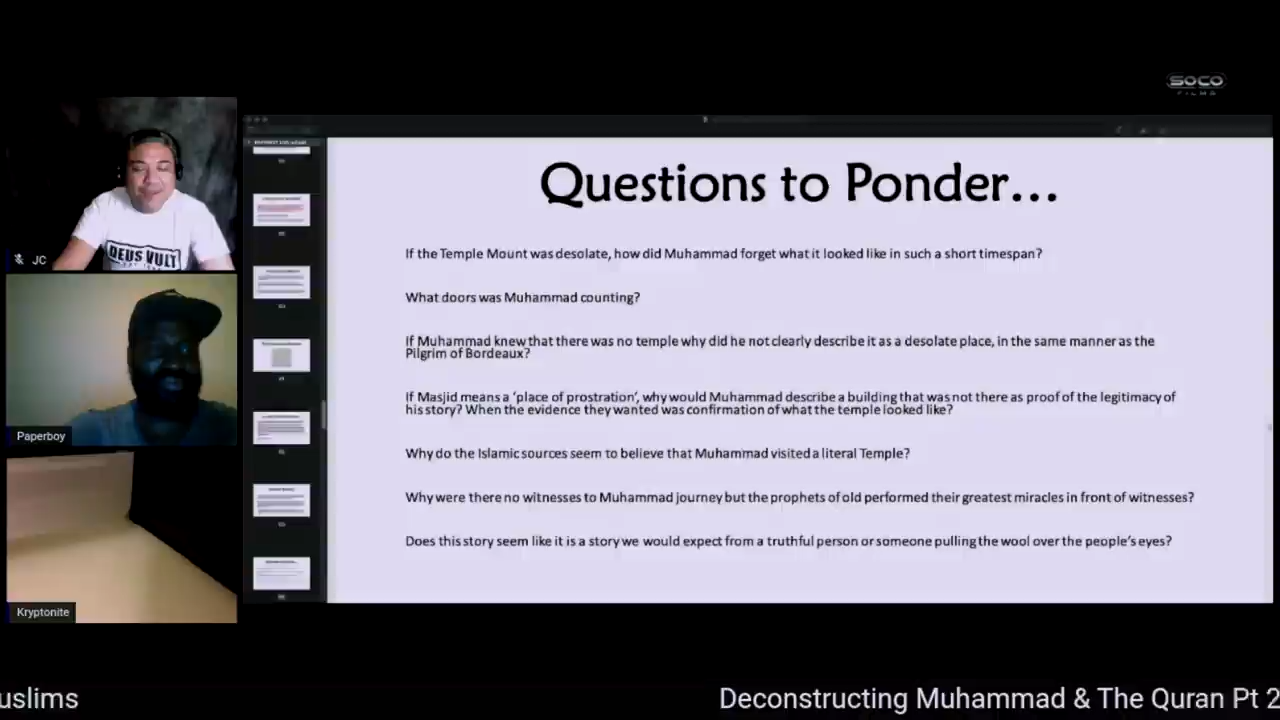 SOCO
FILMS
Questions to Ponder...
If the Temple Mount was desolate, how did Muhammad forget what it looked like in such a short timespan?
What doors was Muhammad counting?
If Muhammad knew that there was no temple why did he not clearly describe it as a desolate place, in the same manner as the
Pilgrim of Bordeaux?
If Masjid means a ‘place of prostration’, why would Muhammad describe a building that was not there as proof of the legitimacy of
his story? When the evidence they wanted was confirmation of what the temple looked like?
Why do the Islamic sources seem to believe that Muhammad visited a literal Temple?
Why were there no witnesses to Muhammad journey but the prophets of old performed their greatest miracles in front of witnesses?
Does this story seem like it is a story we would expect from a truthful person or someone pulling the wool over the people’s eyes?
DEUS VULT
JC
Paperboy
Kryptonite
uslims
Deconstructing Muhammad & The Quran Pt 2